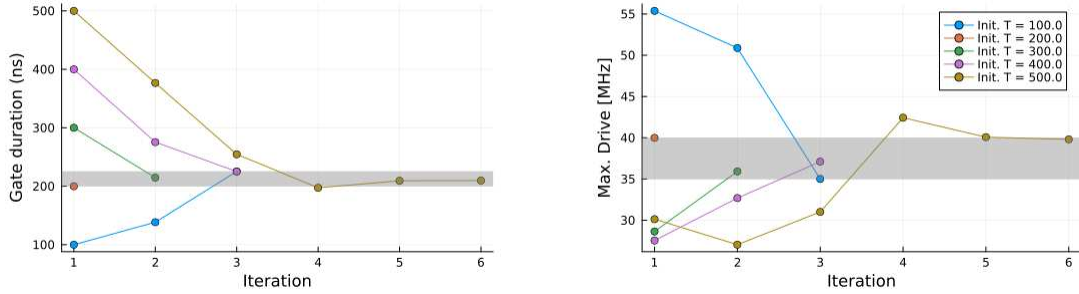 Gate duration (ns)
500
400
300
200
100
1 2 3 4 5 6
Iteration
Max. Drive [MHz]
55
50
45
40
35
30
1 2 3 4 5 6
Iteration
Init. T = 100.0
Init. T = 200.0
Init. T = 300.0
Init. T = 400.0
Init. T = 500.0